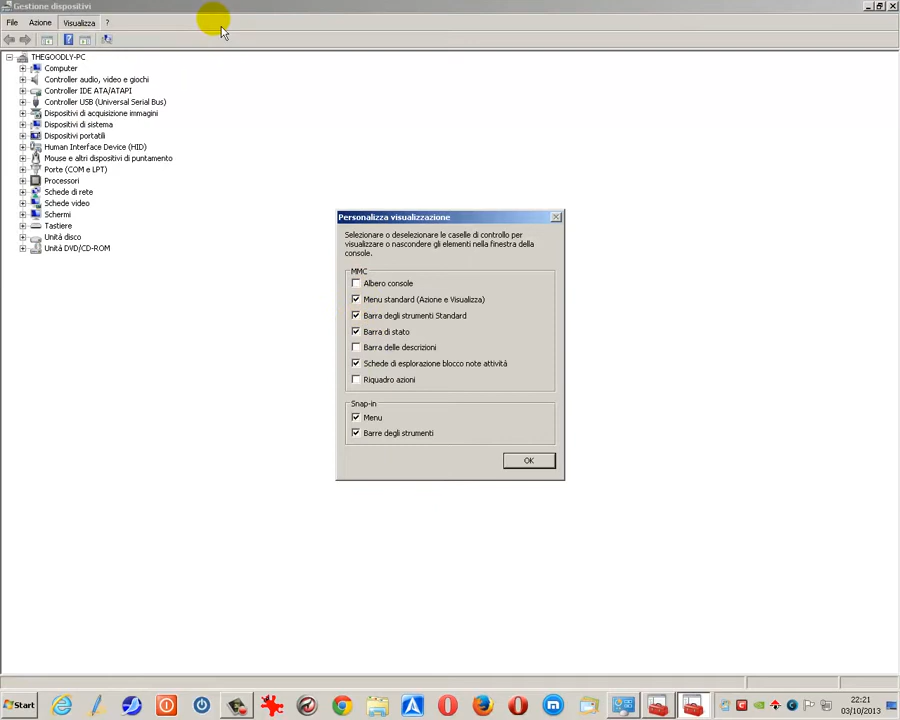 Gestione dispositivi
File Azione Visualizza ?
THEGOODLY-PC
Computer
Controller audio, video e giochi
Controller IDE ATA/ATAPI
Controller USB (Universal Serial Bus)
Dispositivi di acquisizione immagini
Dispositivi di sistema
Dispositivi portatili
Human Interface Device (HID)
Mouse e altri dispositivi di puntamento
Porte (COM e LPT)
Processori
Schede di rete
Schede video
Schermi
Tastiere
Unità disco
Unità DVD/CD-ROM
Personalizza visualizzazione
Selezionare o deselezionare le caselle di controllo per
visualizzare o nascondere gli elementi nella finestra della
console.
MMC
Albero console
Menu standard (Azione e Visualizza)
Barra degli strumenti Standard
Barra di stato
Barra delle descrizioni
Schede di esplorazione blocco note attività
Riquadro azioni
Snap-in
Menu
Barre degli strumenti
OK
Start
22:21
03/10/2013